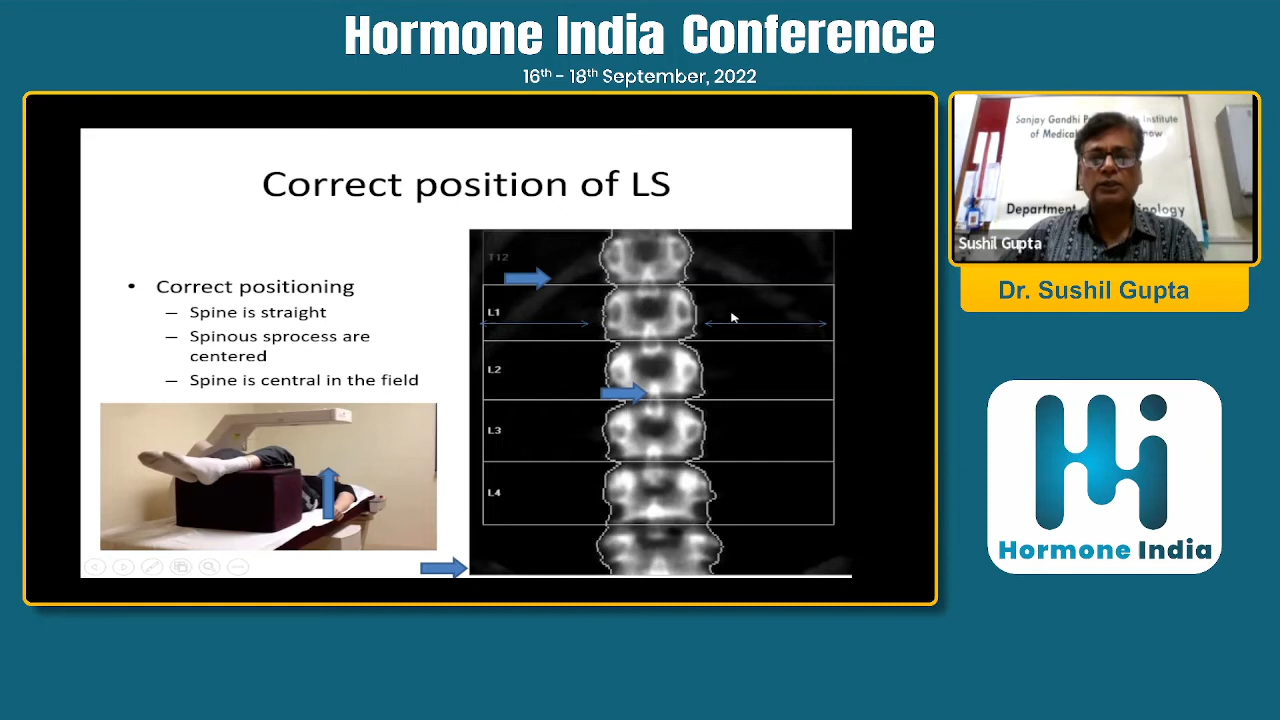 Hormone India Conference
16th - 18th September, 2022
Correct position of LS
• Correct positioning
– Spine is straight
– Spinous sprocess are
centered
– Spine is central in the field
T12
L1
L2
L3
L4
Sanjay Gandhi
Institute
of Medical
Department
Sushil Gupta
Dr. Sushil Gupta
Hormone India